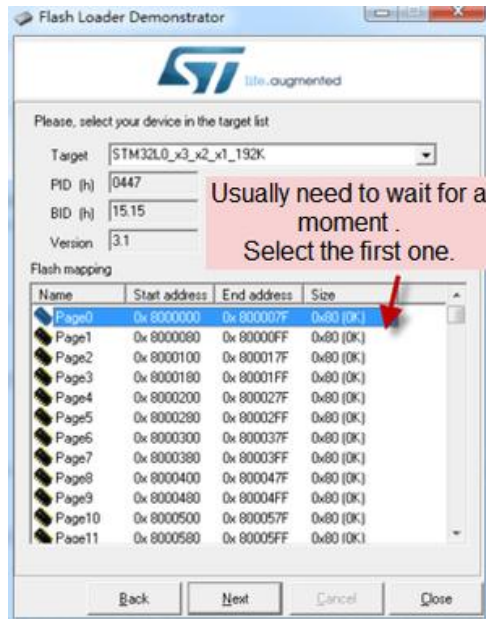 Flash Loader Demonstrator
life.augmented
Please, select your device in the target list
Target STM32L0_x3_x2_x1_192K
PID (h) 0447
BID (h) 15.15
Version 3.1
Usually need to wait for a
moment .
Select the first one.
Flash mapping
Name Start address End address Size
Page0 0x 8000000 0x 800007F 0x80 (0K)
Page1 0x 8000080 0x 80000FF 0x80 (0K)
Page2 0x 8000100 0x 800017F 0x80 (0K)
Page3 0x 8000180 0x 80001FF 0x80 (0K)
Page4 0x 8000200 0x 800027F 0x80 (0K)
Page5 0x 8000280 0x 80002FF 0x80 (0K)
Page6 0x 8000300 0x 800037F 0x80 (0K)
Page7 0x 8000380 0x 80003FF 0x80 (0K)
Page8 0x 8000400 0x 800047F 0x80 (0K)
Page9 0x 8000480 0x 80004FF 0x80 (0K)
Page10 0x 8000500 0x 800057F 0x80 (0K)
Page11 0x 8000580 0x 80005FF 0x80 (0K)
Back Next Cancel Close